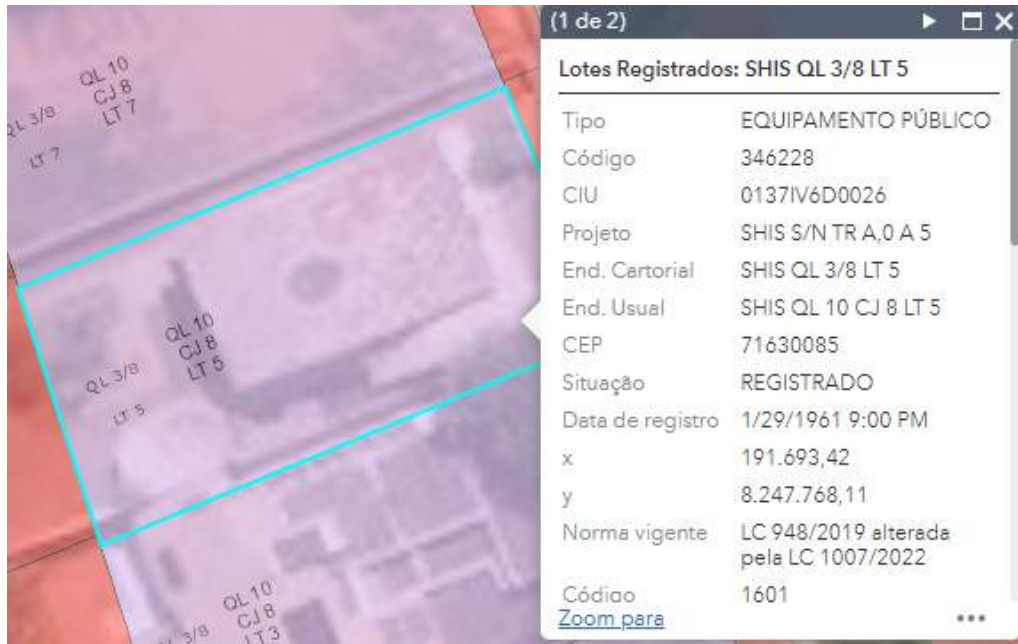 (1 de 2)
Lotes Registrados: SHIS QL 3/8 LT 5
Tipo EQUIPAMENTO PÚBLICO
Código 346228
CIU 0137IV6D0026
Projeto SHIS S/N TR A,0 A 5
End. Cartorial SHIS QL 3/8 LT 5
End. Usual SHIS QL 10 CJ 8 LT 5
CEP 71630085
Situação REGISTRADO
Data de registro 1/29/1961 9:00 PM
x 191.693,42
y 8.247.768,11
Norma vigente LC 948/2019 alterada
pela LC 1007/2022
Código 1601
Zoom para
QL 10
CJ 8
LT 7
QL 3/8
LT 7
QL 10
CJ 8
LT 5
QL 3/8
LT 5
QL 10
CJ 8
LT 3
3/8